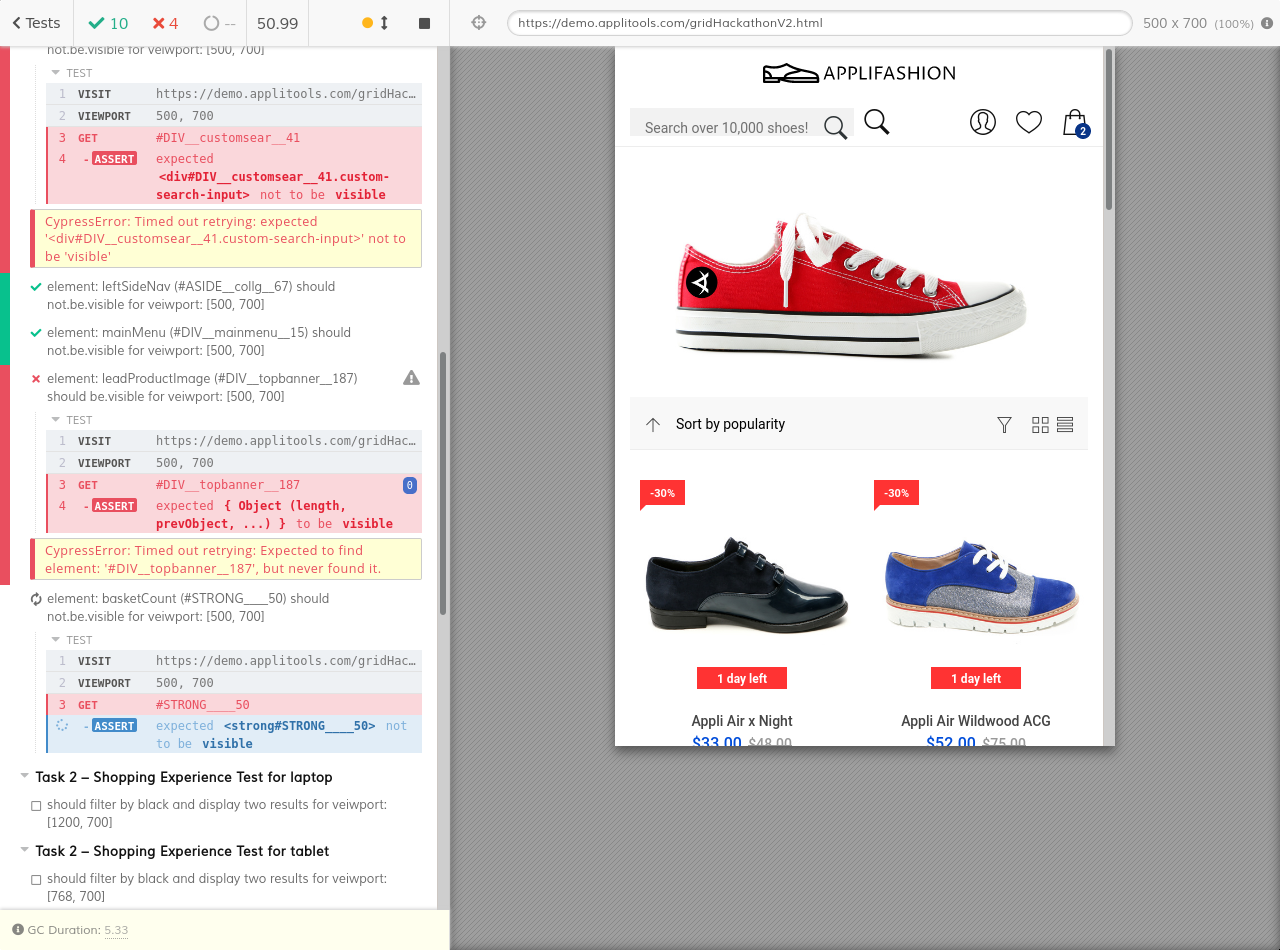 Tests
10
4
--
50.99
https://demo.applitools.com/gridHackathonV2.html
500 x 700 (100%)
not.be.visible for veiwport: [500, 700]
TEST
1 VISIT https://demo.applitools.com/gridHac…
2 VIEWPORT 500, 700
3 GET #DIV__customsear__41
4 - ASSERT expected
<div#DIV__customsear__41.custom-
search-input> not to be visible
CypressError: Timed out retrying: expected
'<div#DIV__customsear__41.custom-search-input>' not to
be 'visible'
element: leftSideNav (#ASIDE__collg__67) should
not.be.visible for veiwport: [500, 700]
element: mainMenu (#DIV__mainmenu__15) should
not.be.visible for veiwport: [500, 700]
element: leadProductImage (#DIV__topbanner__187)
should be.visible for veiwport: [500, 700]
TEST
1 VISIT https://demo.applitools.com/gridHac…
2 VIEWPORT 500, 700
3 GET #DIV__topbanner__187 0
4 - ASSERT expected { Object (length,
prevObject, ...) } to be visible
CypressError: Timed out retrying: Expected to find
element: '#DIV__topbanner__187', but never found it.
element: basketCount (#STRONG____50) should
not.be.visible for veiwport: [500, 700]
TEST
1 VISIT https://demo.applitools.com/gridHac…
2 VIEWPORT 500, 700
3 GET #STRONG____50
- ASSERT expected <strong#STRONG____50> not
to be visible
Task 2 – Shopping Experience Test for laptop
should filter by black and display two results for veiwport:
[1200, 700]
Task 2 – Shopping Experience Test for tablet
should filter by black and display two results for veiwport:
[768, 700]
GC Duration: 5.33
APPLIFASHION
Search over 10,000 shoes!
2
Sort by popularity
-30% -30%
1 day left 1 day left
Appli Air x Night Appli Air Wildwood ACG
$33.00 $48.00 $52.00 $75.00